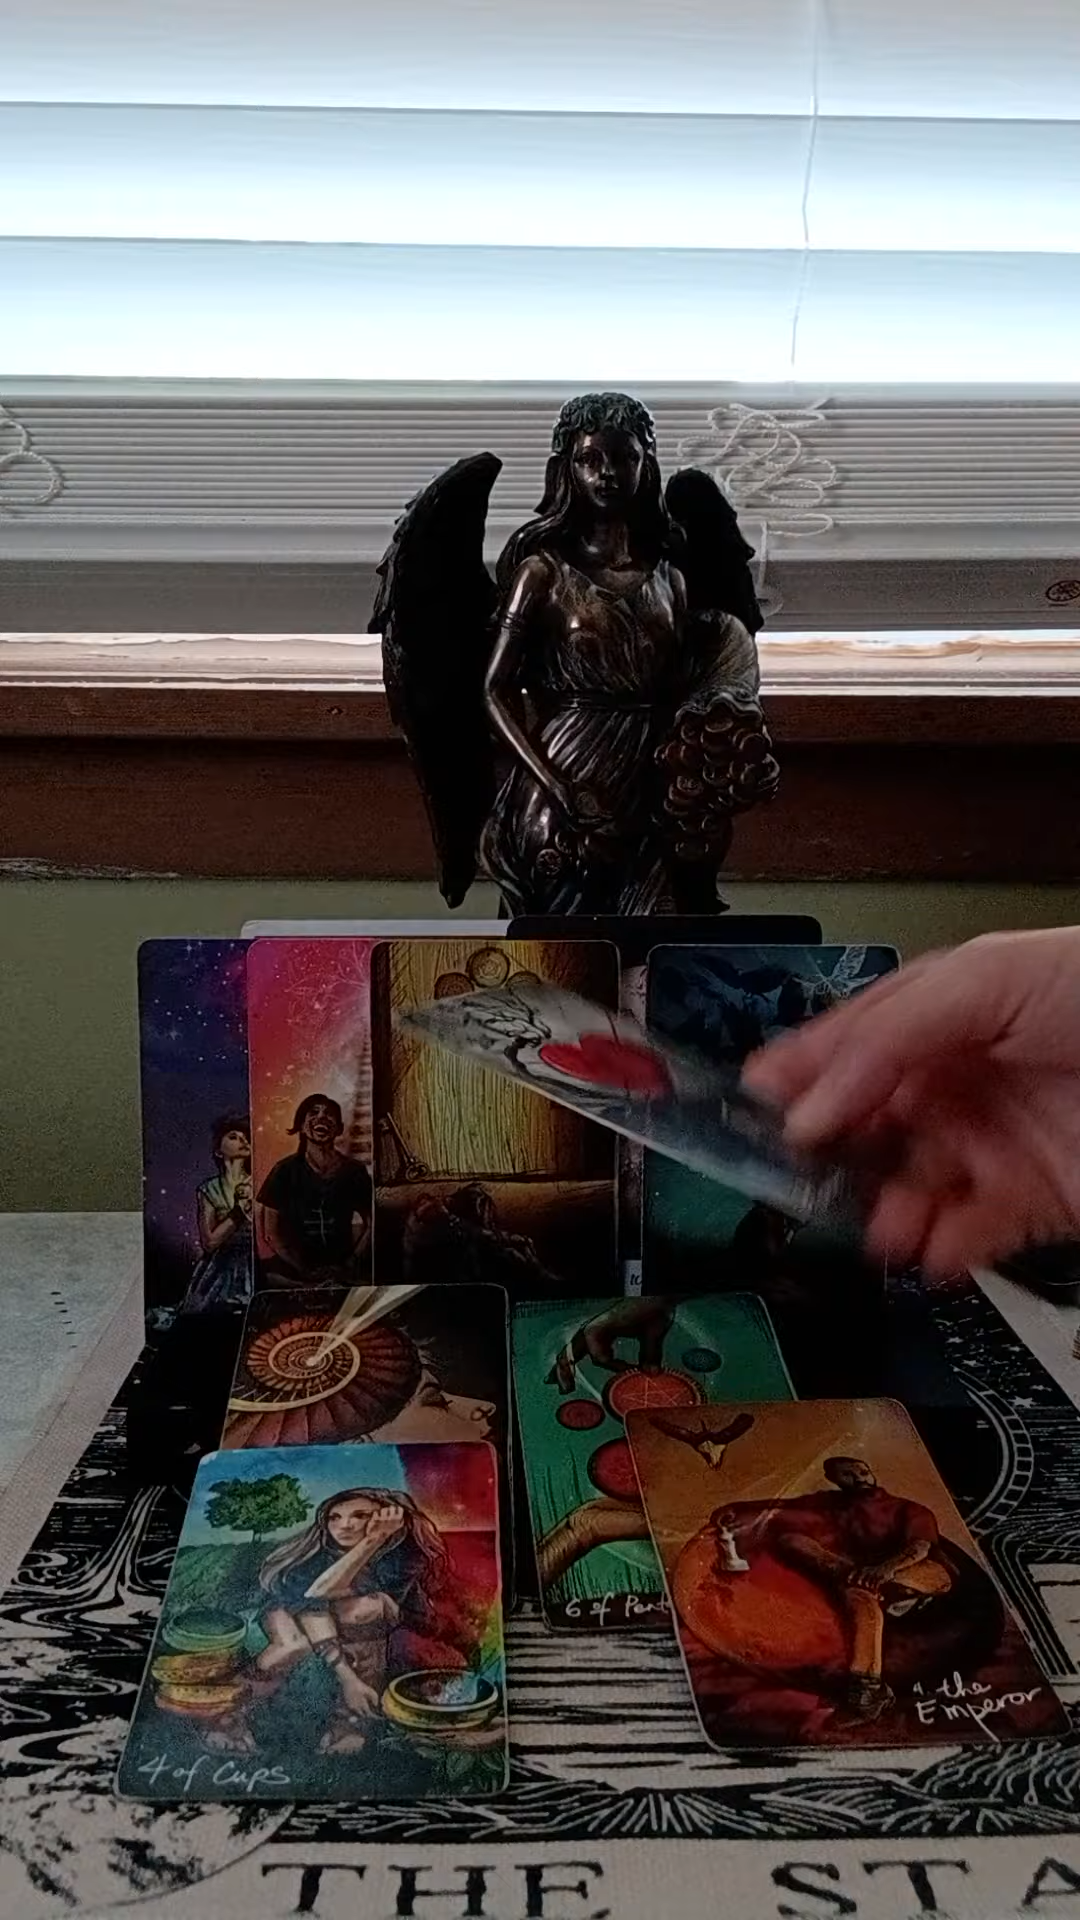 6 of Pent
4. the
Emperor
4 of Cups
THE STA